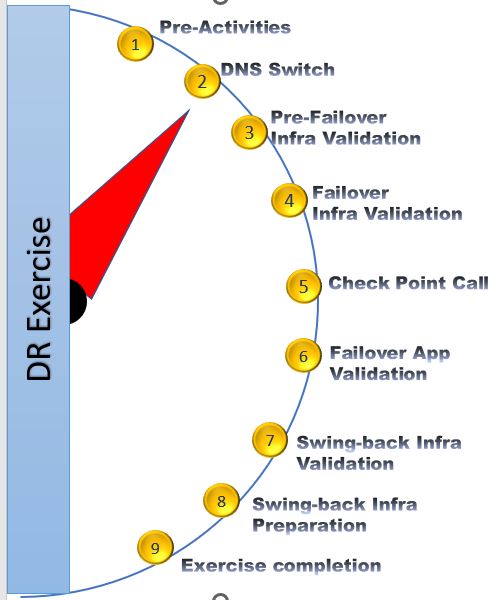 DR Exercise
1
Pre-Activities
2
DNS Switch
3
Pre-Failover
Infra Validation
4
Failover
Infra Validation
5
Check Point Call
6
Failover App
Validation
7
Swing-back Infra
Validation
8
Swing-back Infra
Preparation
9
Exercise completion